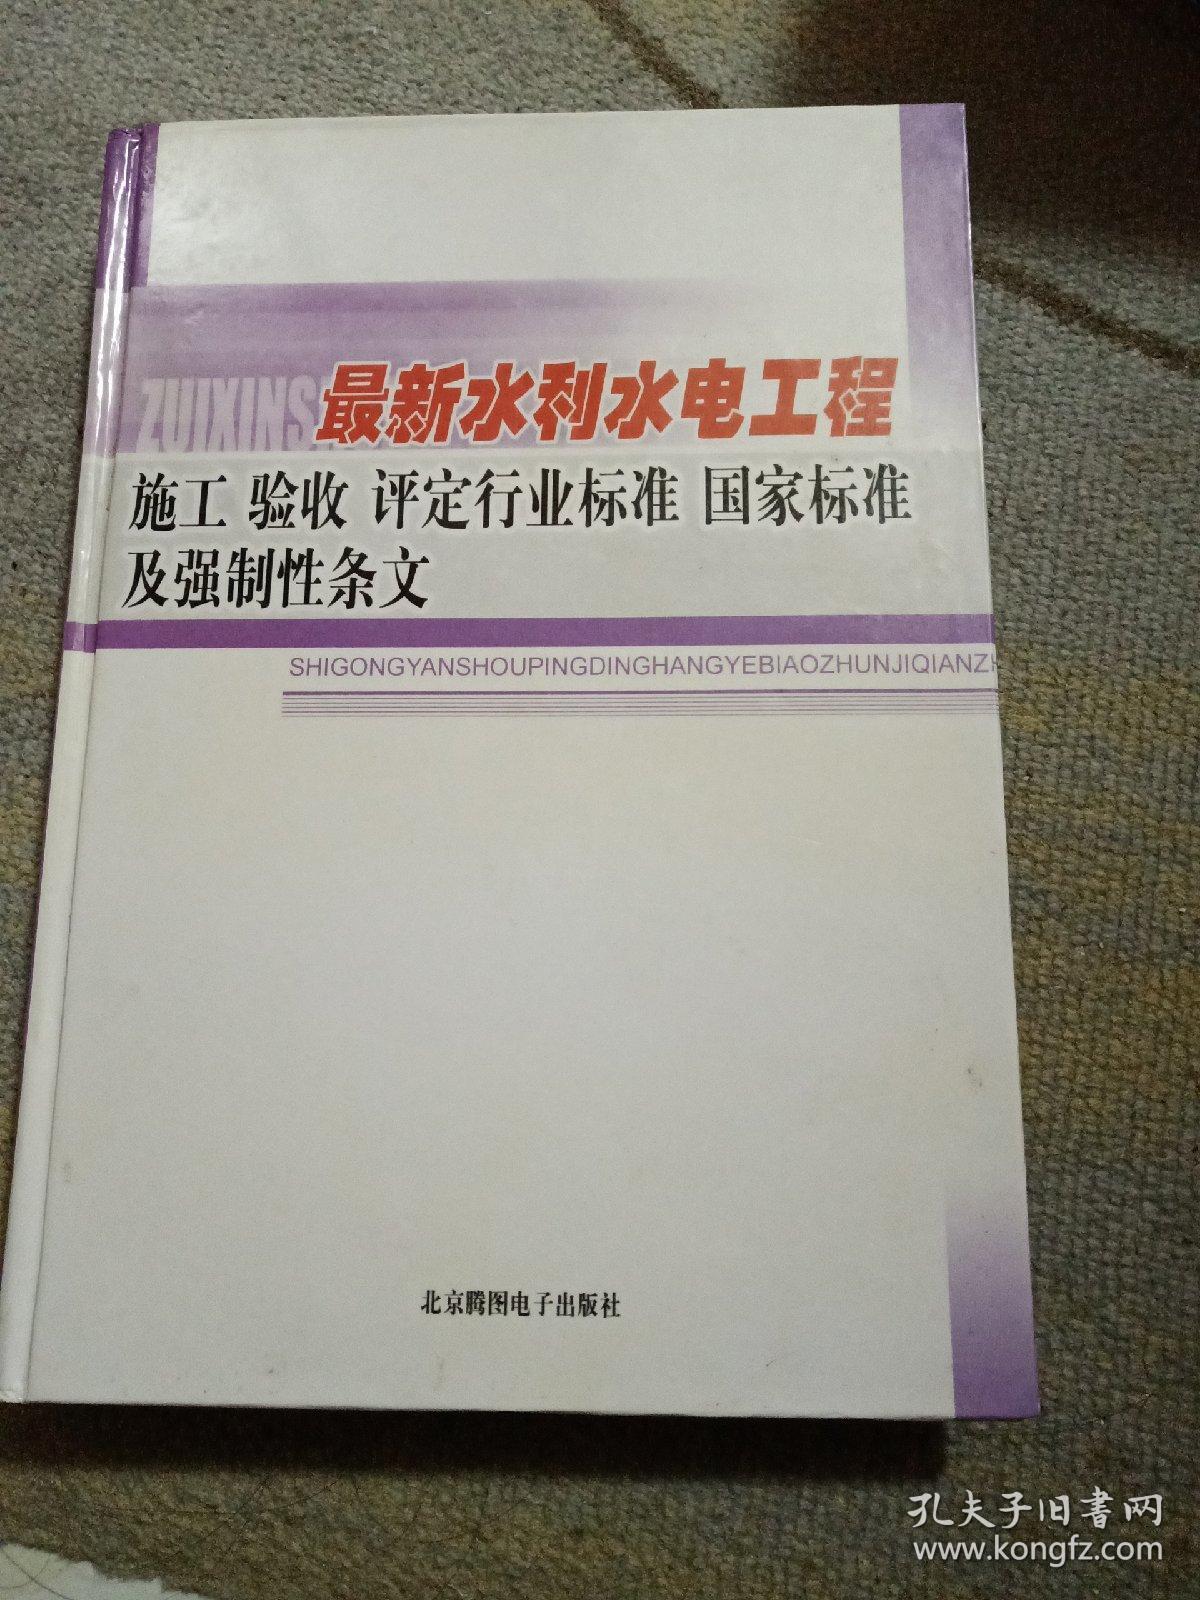 ZUIXINS
最新水利水电工程
施工 验收 评定行业标准 国家标准
及强制性条文
SHIGONGYANSHOUPINGDINGHANGYEBIAOZHUNJIQIANZH
北京腾图电子出版社
孔夫子旧書网
www.kongfz.com